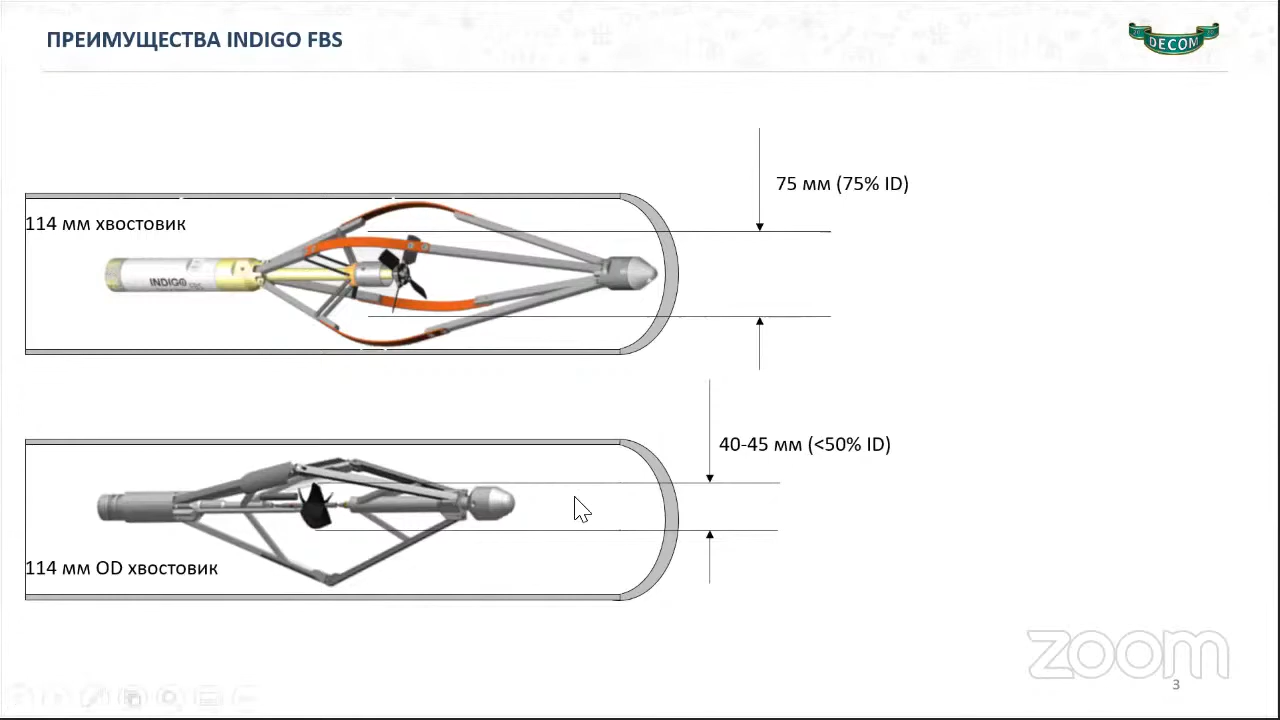 ПРЕИМУЩЕСТВА INDIGO FBS
DECOM
75 мм (75% ID)
114 мм хвостовик
INDIGO FBS
40-45 мм (<50% ID)
114 мм OD хвостовик
zoom
3